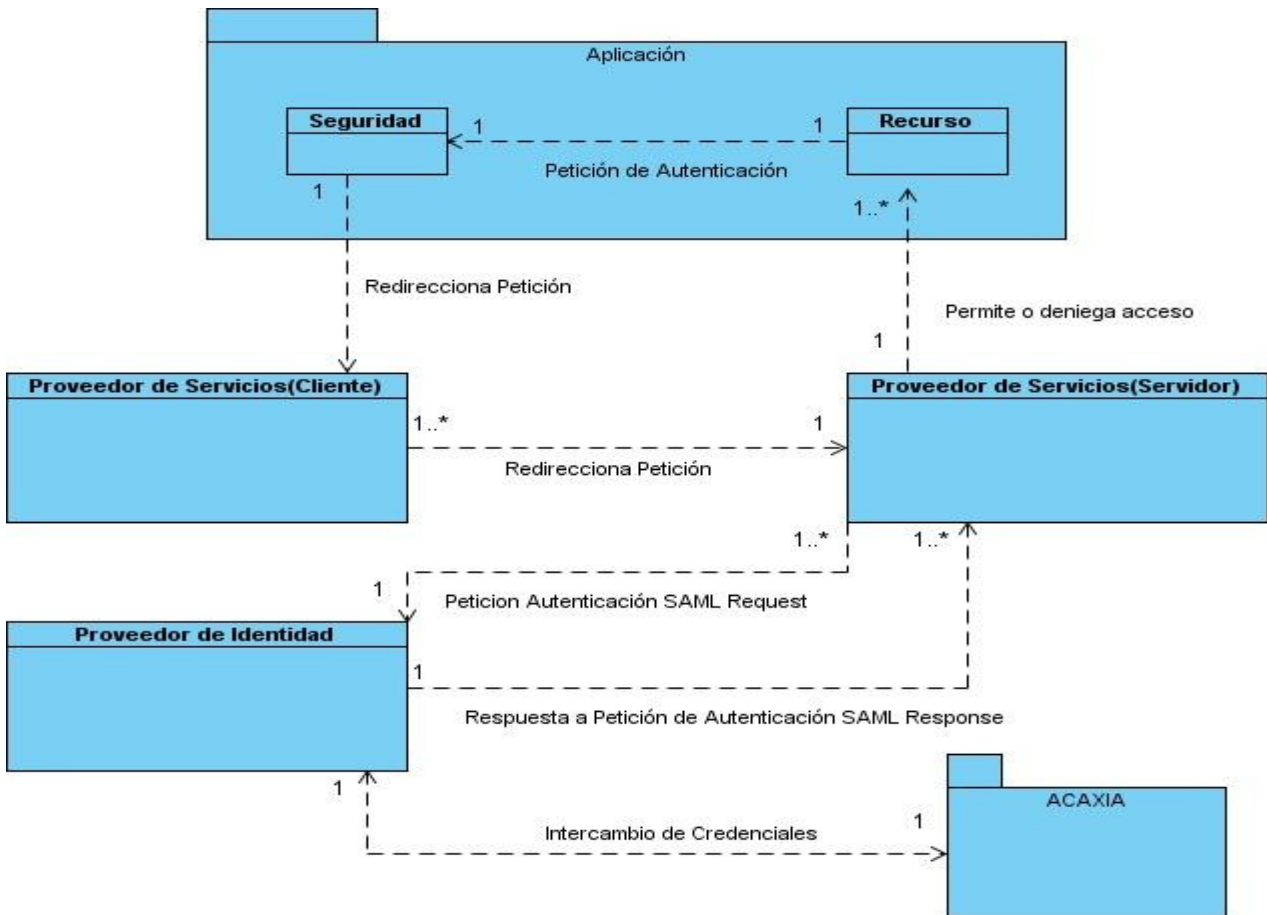 Aplicación
Seguridad
Recurso
1
1
Petición de Autenticación
1
1..*
Redirecciona Petición
Permite o deniega acceso
1
Proveedor de Servicios(Cliente)
Proveedor de Servicios(Servidor)
1..*
1
Redirecciona Petición
1..*
1..*
1
Peticion Autenticación SAML Request
Proveedor de Identidad
1
Respuesta a Petición de Autenticación SAML Response
1
ACAXIA
1
Intercambio de Credenciales